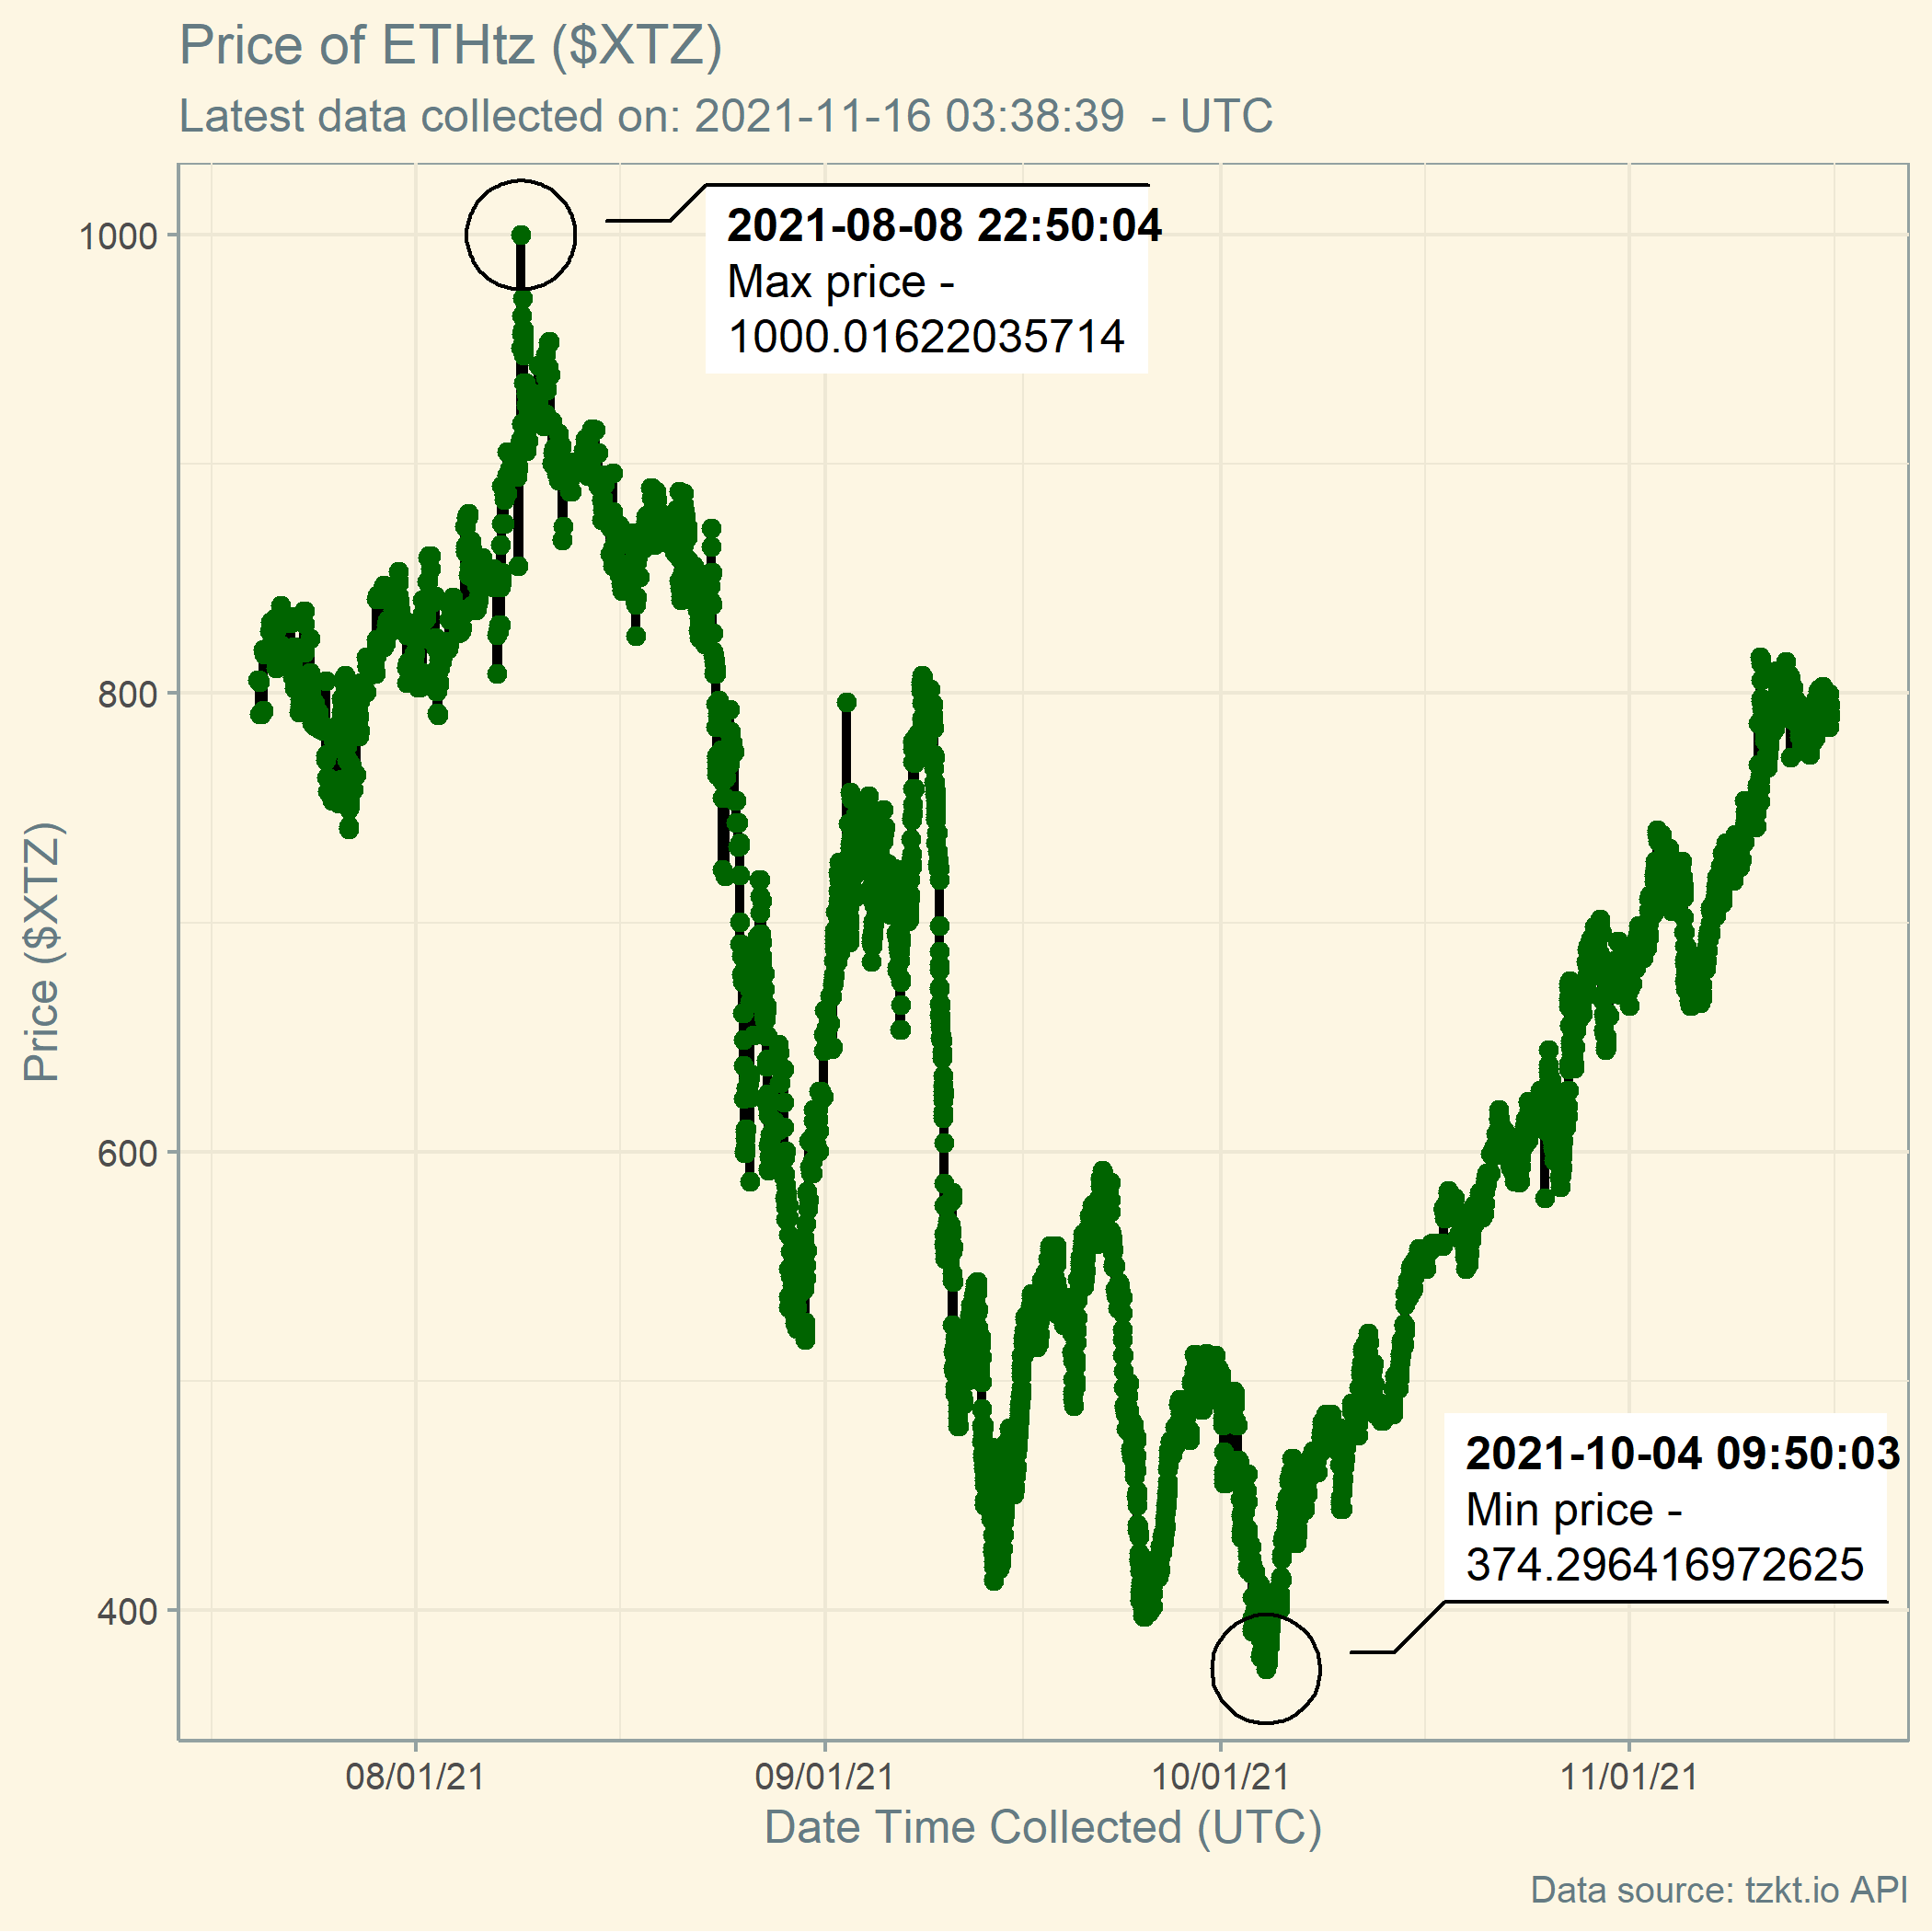 Price of ETHtz ($XTZ)
Latest data collected on: 2021-11-16 03:38:39  - UTC
2021-08-08 22:50:04
Max price -
1000.01622035714
1000
800
600
400
Price ($XTZ)
2021-10-04 09:50:03
Min price -
374.296416972625
08/01/21
09/01/21
10/01/21
11/01/21
Date Time Collected (UTC)
Data source: tzkt.io API